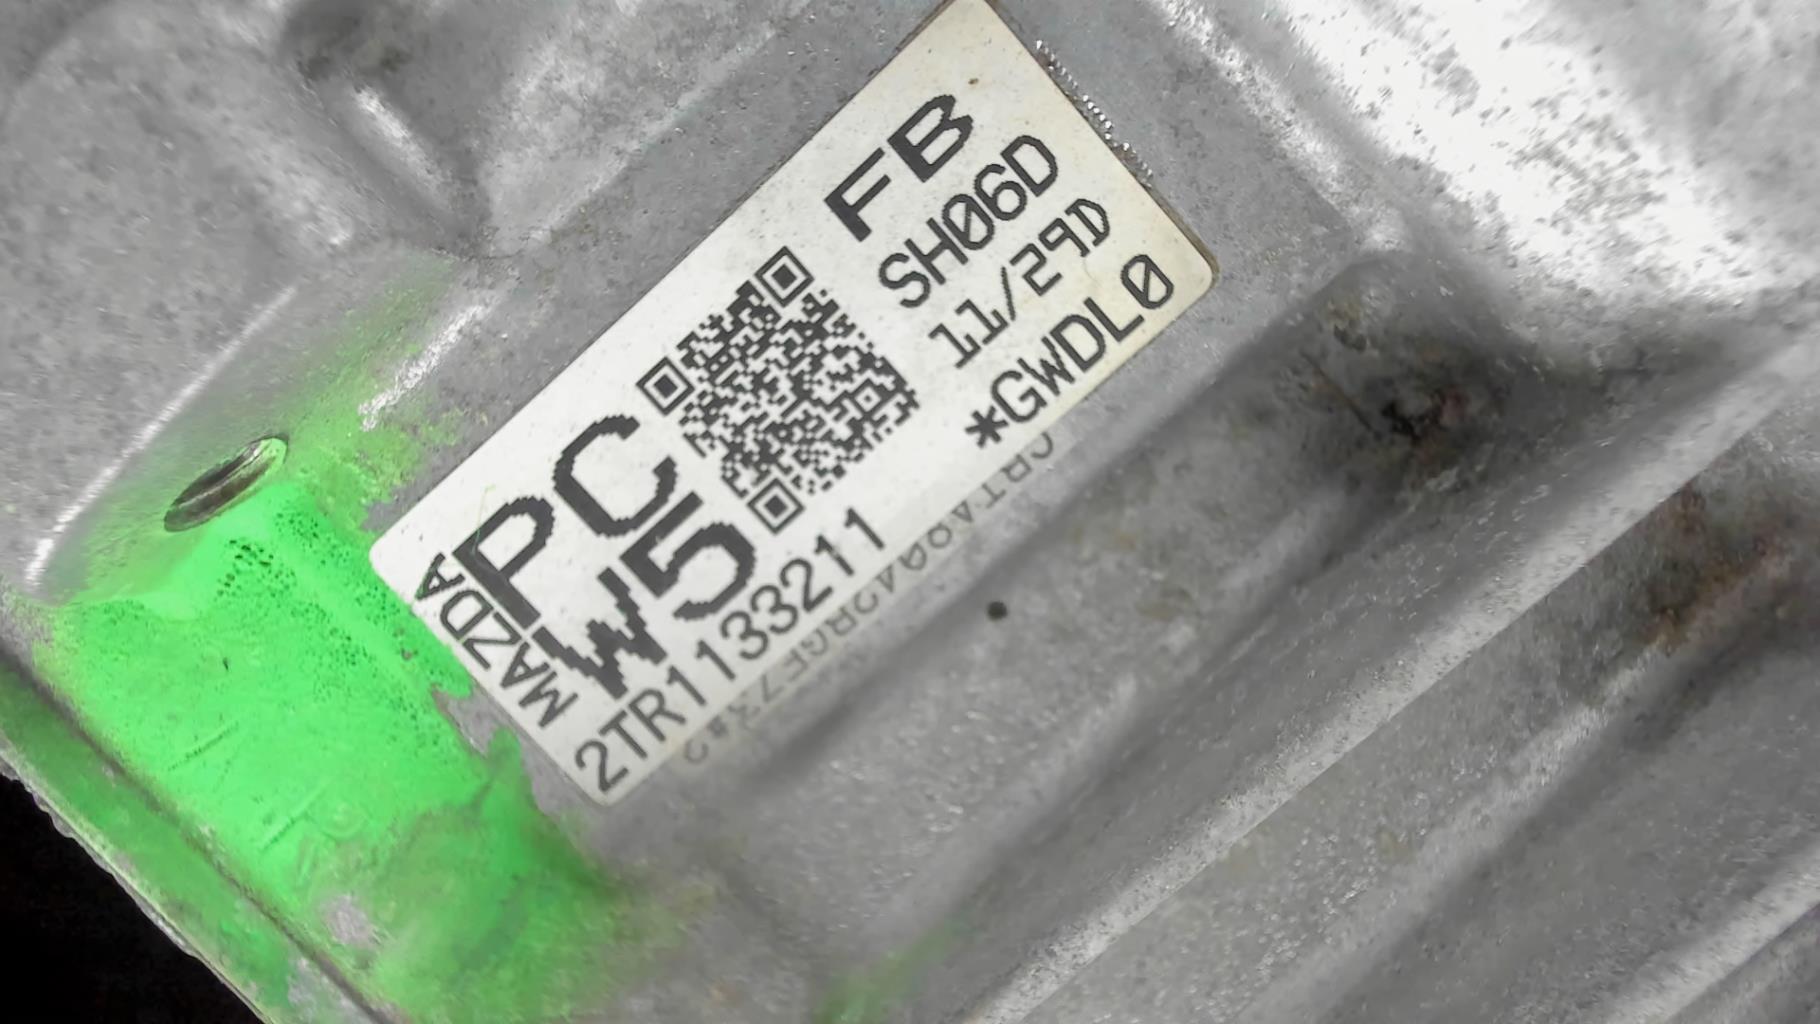 MAZDA
PC
W5
2TR1133211
FB
SH06D
11/29D
*GWDL0